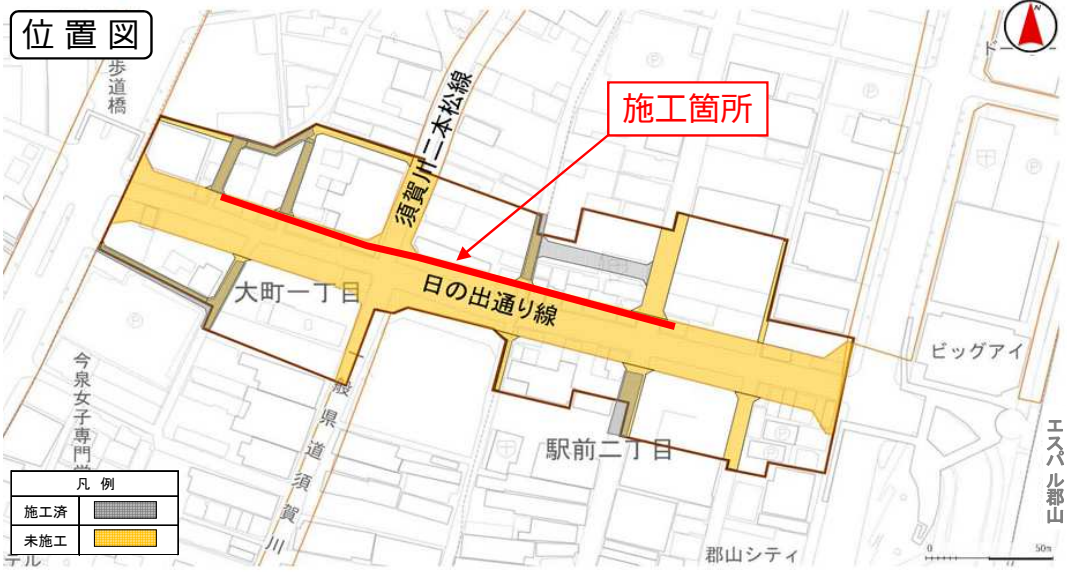 位置図
N
歩道橋
須賀川二本松線
施工箇所
大町一丁目
日の出通り線
ビッグアイ
今泉女子専門学
般県道須賀川
駅前二丁目
エスパル郡山
凡例
施工済
未施工
テル
郡山シティ
0
50m